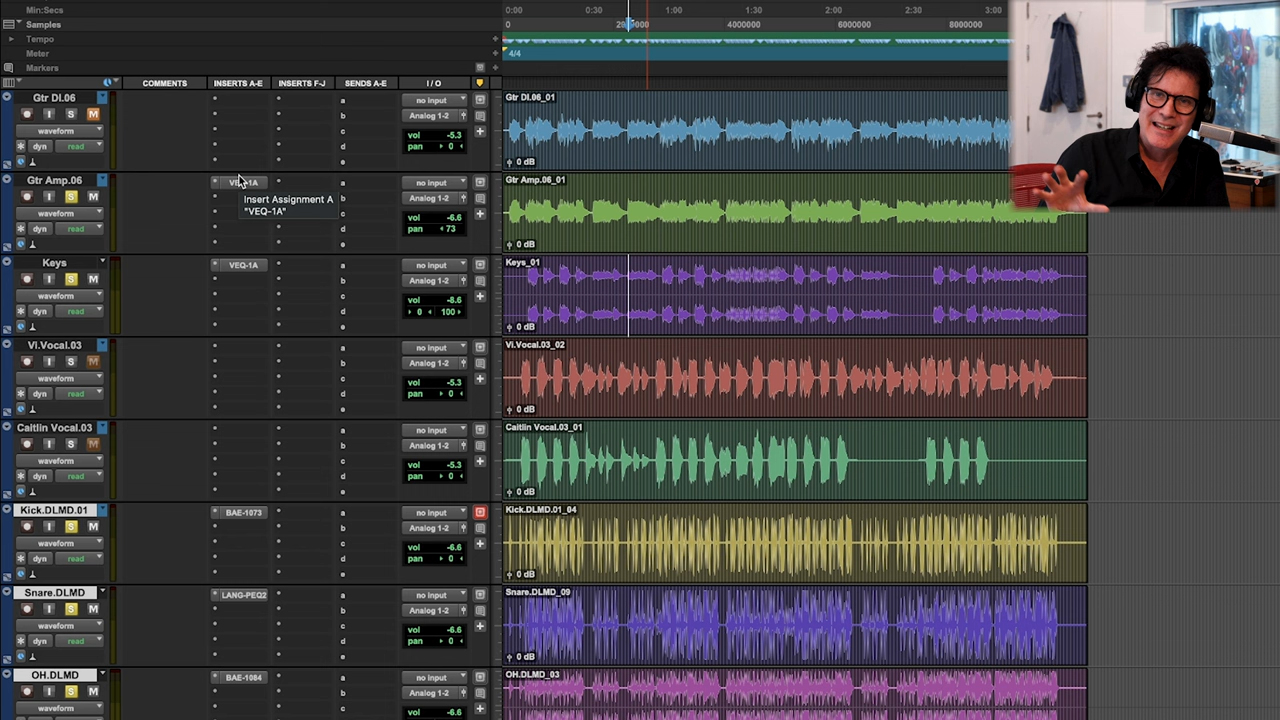 Min:Secs 0:00 0:30 1:00 1:30 2:00 2:30 3:00
Samples 0 4000000 6000000 8000000
Tempo
Meter 4/4
Markers
COMMENTS INSERTS A-E INSERTS F-J SENDS A-E I / O
Gtr DI.06 a no input Gtr DI.06_01
I S M b Analog 1-2
waveform c vol -5.3
dyn read d pan 0
e 0 dB
Gtr Amp.06 VEQ-1A a no input Gtr Amp.06_01
I S M Insert Assignment A Analog 1-2
"VEQ-1A"
waveform c vol -6.6
dyn read d pan 73
e 0 dB
Keys VEQ-1A a no input Keys_01
I S M b Analog 1-2
waveform c vol -8.6
dyn read d 0 100
e 0 dB
Vi.Vocal.03 a no input Vi.Vocal.03_02
I S M b Analog 1-2
waveform c vol -5.3
dyn read d pan 0
e 0 dB
Caitlin Vocal.03 a no input Caitlin Vocal.03_01
I S M b Analog 1-2
waveform c vol -5.3
dyn read d pan 0
e 0 dB
Kick.DLMD.01 BAE-1073 a no input Kick.DLMD.01_04
I S M b Analog 1-2
waveform c vol -6.6
dyn read d pan 0
e 0 dB
Snare.DLMD LANG-PEQ2 a no input Snare.DLMD_09
I S M b Analog 1-2
waveform c vol -6.6
dyn read d pan 0
e 0 dB
OH.DLMD BAE-1084 a no input OH.DLMD_03
I S M b Analog 1-2
waveform c vol -6.6